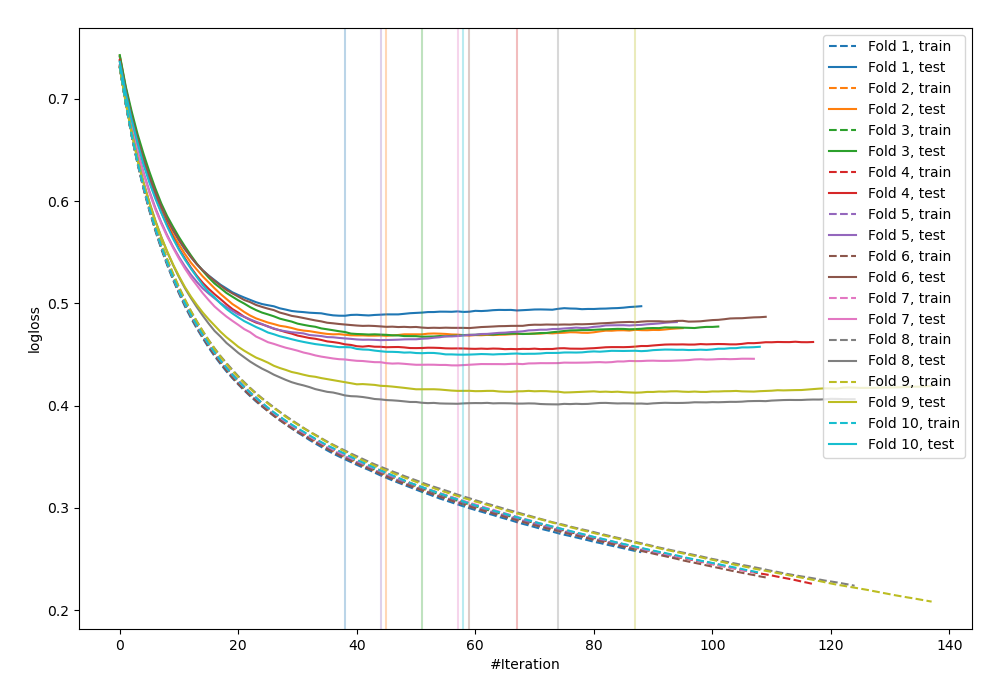 logloss
0.7
0.6
0.5
0.4
0.3
0.2
0
20
40
60
80
100
120
140
#Iteration
Fold 1, train
Fold 1, test
Fold 2, train
Fold 2, test
Fold 3, train
Fold 3, test
Fold 4, train
Fold 4, test
Fold 5, train
Fold 5, test
Fold 6, train
Fold 6, test
Fold 7, train
Fold 7, test
Fold 8, train
Fold 8, test
Fold 9, train
Fold 9, test
Fold 10, train
Fold 10, test